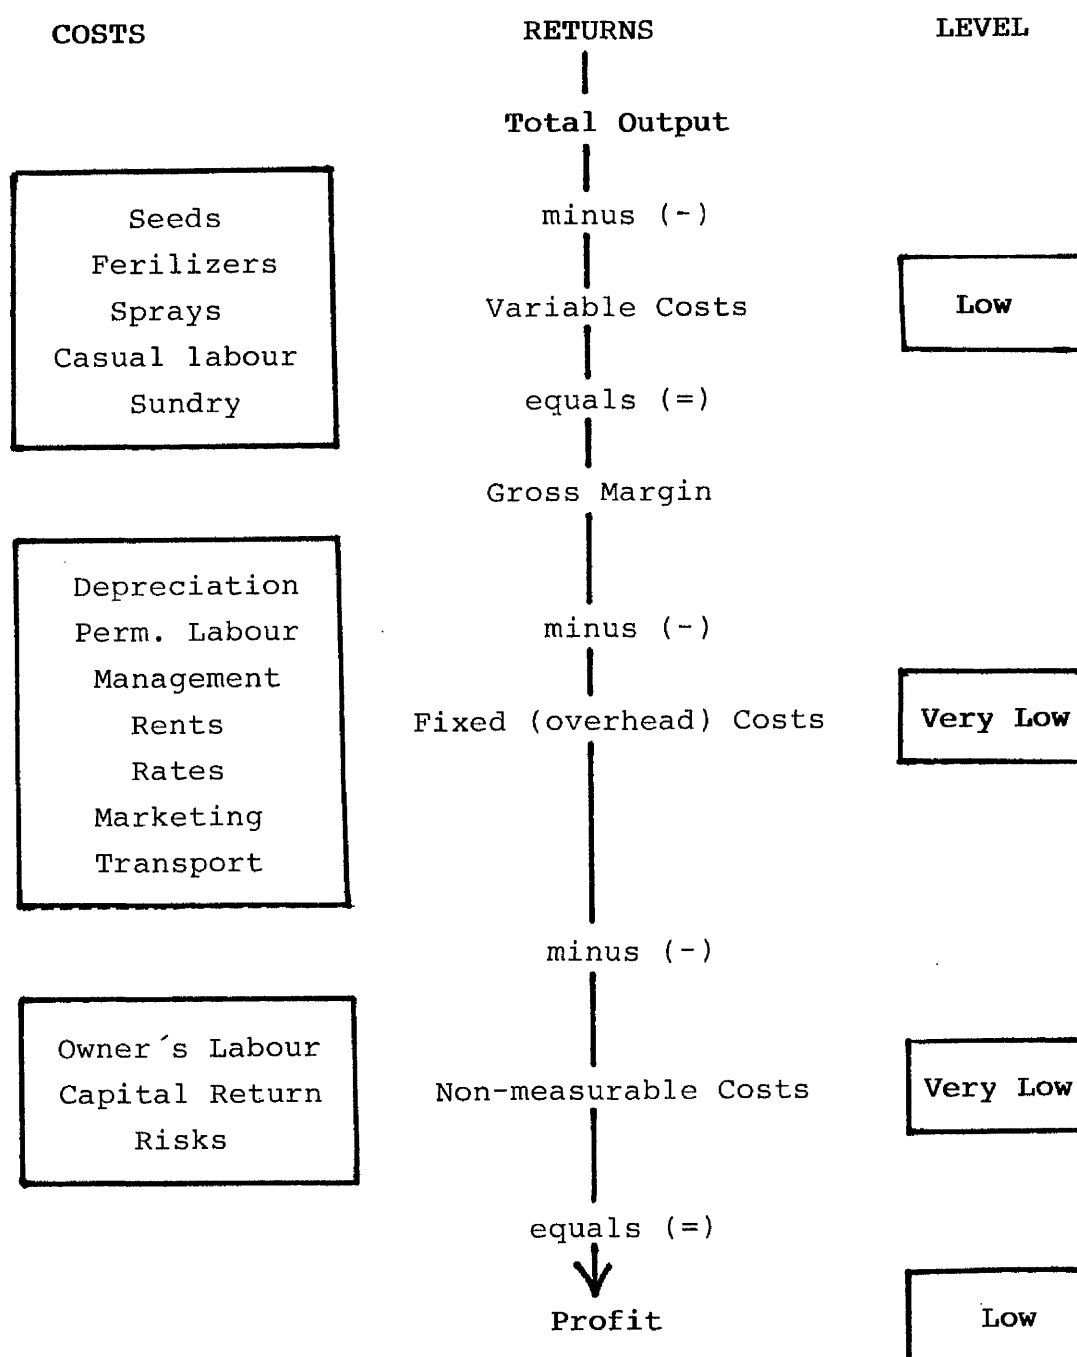 COSTS RETURNS LEVEL
Total Output
Seeds
Ferilizers
Sprays
Casual labour
Sundry
minus (-)
Variable Costs
Low
equals (=)
Gross Margin
Depreciation
Perm. Labour
Management
Rents
Rates
Marketing
Transport
minus (-)
Fixed (overhead) Costs
Very Low
minus (-)
Owner´s Labour
Capital Return
Risks
Non-measurable Costs
Very Low
equals (=)
Profit
Low